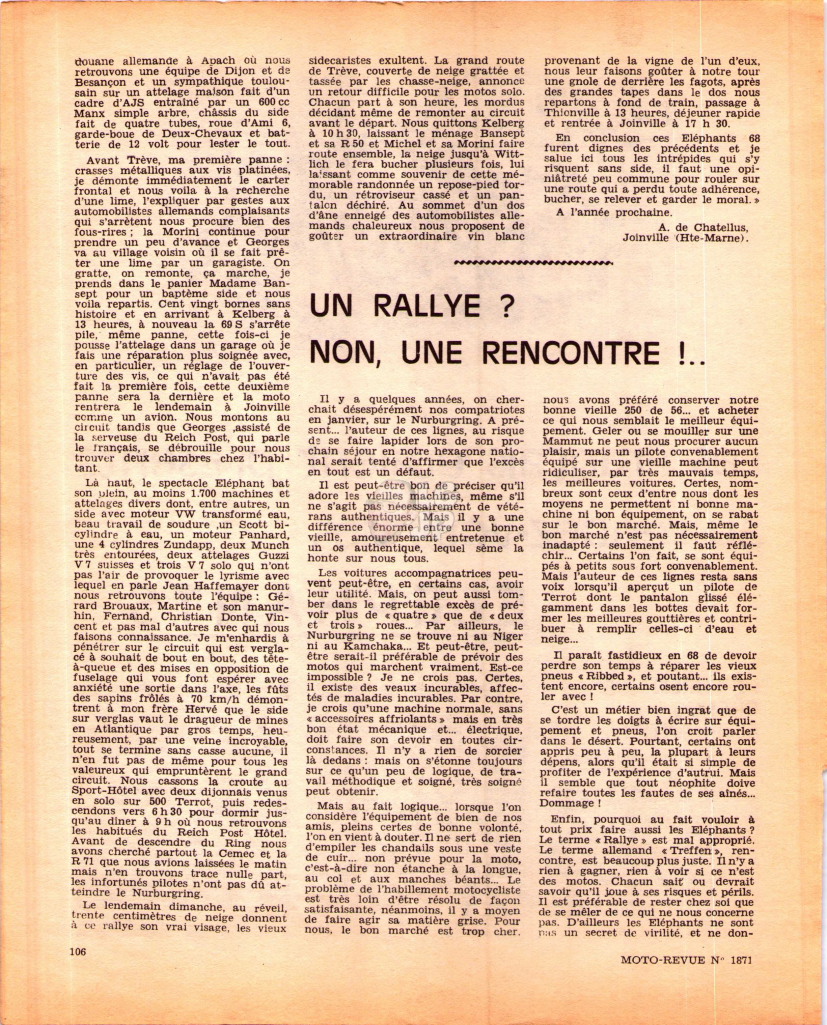 douane allemande à Apach où nous
retrouvons une équipe de Dijon et de
Besançon et un sympathique toulou-
sain sur un attelage maison fait d'un
cadre d'AJS entraîné par un 600 cc
Manx simple arbre, châssis du side
fait de quatre tubes, roue d'Ami 6,
garde-boue de Deux-Chevaux et bat-
terie de 12 volt pour lester le tout.
Avant Trève, ma première panne :
crasses métalliques aux vis platinées,
je démonte immédiatement le carter
frontal et nous voilà à la recherche
d'une lime, l'expliquer par gestes aux
automobilistes allemands complaisants
qui s'arrêtent nous procure bien des
fous-rires ; la Morini continue pour
prendre un peu d'avance et Georges
va au village voisin où il se fait prê-
ter une lime par un garagiste. On
gratte, on remonte, ça marche, je
prends dans le panier Madame Ban-
sept pour un baptème side et nous
voila repartis. Cent vingt bornes sans
histoire et en arrivant à Kelberg à
13 heures, à nouveau la 69 S s'arrête
pile, même panne, cette fois-ci je
pousse l'attelage dans un garage où je
fais une réparation plus soignée avec,
en particulier, un réglage de l'ouver-
ture des vis, ce qui n'avait pas été
fait la première fois, cette deuxième
panne sera la dernière et la moto
rentrera le lendemain à Joinville
comme un avion. Nous montons au
circuit tandis que Georges ,assisté de
la serveuse du Reich Post, qui parle
le français, se débrouille pour nous
trouver deux chambres chez l'habi-
tant.
Là haut, le spectacle Eléphant bat
son plein, au moins 1.700 machines et
attelages divers dont, entre autres, un
side avec moteur VW transformé eau,
beau travail de soudure ,un Scott bi-
cylindre à eau, un moteur Panhard,
une 4 cylindres Zundapp, deux Munch
très entourées, deux attelages Guzzi
V 7 suisses et trois V 7 solo qui n'ont
pas l'air de provoquer le lyrisme avec
lequel en parle Jean Haffemayer dont
nous retrouvons toute l'équipe : Gé-
rard Brouaux, Martine et son manur-
hin, Fernand, Christian Donte, Vin-
cent et pas mal d'autres avec qui nous
faisons connaissance. Je m'enhardis à
pénétrer sur le circuit qui est vergla-
cé à souhait de bout en bout, des tête-
à-queue et des mises en opposition de
fuselage qui vous font espérer avec
anxiété une sortie dans l'axe, les fûts
des sapins frôlés à 70 km/h démon-
trent à mon frère Hervé que le side
sur verglas vaut le dragueur de mines
en Atlantique par gros temps, heu-
reusement, par une veine incroyable,
tout se termine sans casse aucune, il
n'en fut pas de même pour tous les
valeureux qui empruntèrent le grand
circuit. Nous cassons la croute au
Sport-Hôtel avec deux dijonnais venus
en solo sur 500 Terrot, puis redes-
cendons vers 6 h 30 pour dormir jus-
qu'au diner à 9 h où nous retrouvons
les habitués du Reich Post Hôtel.
Avant de descendre du Ring nous
avons cherché partout la Cemec et la
R 71 que nous avions laissées le matin
mais n'en trouvons trace nulle part,
les infortunés pilotes n'ont pas dû at-
teindre le Nurburgring.
Le lendemain dimanche, au réveil,
trente centimètres de neige donnent
à ce rallye son vrai visage, les vieux
sidecaristes exultent. La grand route
de Trève, couverte de neige grattée et
tassée par les chasse-neige, annonce
un retour difficile pour les motos solo.
Chacun part à son heure, les mordus
décidant même de remonter au circuit
avant le départ. Nous quittons Kelberg
à 10 h 30, laissant le ménage Bansept
et sa R 50 et Michel et sa Morini faire
route ensemble, la neige jusqu'à Witt-
lich le fera bucher plusieurs fois, lui
laissant comme souvenir de cette mé-
morable randonnée un repose-pied tor-
du, un rétroviseur cassé et un pan-
talon déchiré. Au sommet d'un dos
d'âne enneigé des automobilistes alle-
mands chaleureux nous proposent de
goûter un extraordinaire vin blanc
provenant de la vigne de l'un d'eux,
nous leur faisons goûter à notre tour
une gnole de derrière les fagots, après
des grandes tapes dans le dos nous
repartons à fond de train, passage à
Thionville à 13 heures, déjeuner rapide
et rentrée à Joinville à 17 h 30.
En conclusion ces Eléphants 68
furent dignes des précédents et je
salue ici tous les intrépides qui s'y
risquent sans side, il faut une opi-
niâtreté peu commune pour rouler sur
une route qui a perdu toute adhérence,
bucher, se relever et garder le moral. »
A l'année prochaine.
A. de Chatellus,
Joinville (Hte-Marne).
UN RALLYE ?
NON, UNE RENCONTRE !..
Il y a quelques années, on cher-
chait désespérément nos compatriotes
en janvier, sur le Nurburgring. A pré-
sent... l'auteur de ces lignes, au risque
de se faire lapider lors de son pro-
chain séjour en notre hexagone natio-
nal serait tenté d'affirmer que l'excès
en tout est un défaut.
Il est peut-être bon de préciser qu'il
adore les vieilles machines, même s'il
ne s'agit pas nécessairement de vété-
rans authentiques. Mais il y a une
différence énorme entre une bonne
vieille, amoureusement entretenue et
un os authentique, lequel sème la
honte sur nous tous.
Les voitures accompagnatrices peu-
vent peut-être, en certains cas, avoir
leur utilité. Mais, on peut aussi tom-
ber dans le regrettable excès de pré-
voir plus de « quatre » que de « deux
et trois » roues... Par ailleurs, le
Nurburgring ne se trouve ni au Niger
ni au Kamchaka... Et peut-être, peut-
être serait-il préférable de prévoir des
motos qui marchent vraiment. Est-ce
impossible ? Je ne crois pas. Certes,
il existe des veaux incurables, affec-
tés de maladies incurables. Par contre,
je crois qu'une machine normale, sans
« accessoires affriolants » mais en très
bon état mécanique et... électrique,
doit faire son devoir en toutes cir-
constances. Il n'y a rien de sorcier
là dedans : mais on s'étonne toujours
sur ce qu'un peu de logique, de tra-
vail méthodique et soigné, très soigné
peut obtenir.
Mais au fait logique... lorsque l'on
considère l'équipement de bien de nos
amis, pleins certes de bonne volonté,
l'on en vient à douter. Il ne sert de rien
d'empiler les chandails sous une veste
de cuir... non prévue pour la moto,
c'est-à-dire non étanche à la longue,
au col et aux manches béants... Le
problème de l'habillement motocycliste
est très loin d'être résolu de façon
satisfaisante, néanmoins, il y a moyen
de faire agir sa matière grise. Pour
nous, le bon marché est trop cher.
nous avons préféré conserver notre
bonne vieille 250 de 56... et acheter
ce qui nous semblait le meilleur équi-
pement. Geler ou se mouiller sur une
Mammut ne peut nous procurer aucun
plaisir, mais un pilote convenablement
équipé sur une vieille machine peut
ridiculiser, par très mauvais temps,
les meilleures voitures. Certes, nom-
breux sont ceux d'entre nous dont les
moyens ne permettent ni bonne ma-
chine ni bon équipement, on se rabat
sur le bon marché. Mais, même le
bon marché n'est pas nécessairement
inadapté : seulement il faut réflé-
chir... Certains l'on fait, se sont équi-
pés à petits sous fort convenablement.
Mais l'auteur de ces lignes resta sans
voix lorsqu'il aperçut un pilote de
Terrot dont le pantalon glissé élé-
gamment dans les bottes devait for-
mer les meilleures gouttières et contri-
buer à remplir celles-ci d'eau et
neige...
Il paraît fastidieux en 68 de devoir
perdre son temps à réparer les vieux
pneus « Ribbed », et poutant... ils exis-
tent encore, certains osent encore rou-
ler avec !
C'est un métier bien ingrat que de
se tordre les doigts à écrire sur équi-
pement et pneus, l'on croit parler
dans le désert. Pourtant, certains ont
appris peu à peu, la plupart à leurs
dépens, alors qu'il était si simple de
profiter de l'expérience d'autrui. Mais
il semble que tout néophite doive
refaire toutes les fautes de ses aînés...
Dommage !
Enfin, pourquoi au fait vouloir à
tout prix faire aussi les Eléphants ?
Le terme « Rallye » est mal approprié.
Le terme allemand « Treffen », ren-
contre, est beaucoup plus juste. Il n'y a
rien à gagner, rien à voir si ce n'est
des motos. Chacun sait ou devrait
savoir qu'il joue à ses risques et périls.
Il est préférable de rester chez soi que
de se mêler de ce qui ne nous concerne
pas. D'ailleurs les Eléphants ne sont
pas un secret de virilité, et ne don-
106
MOTO-REVUE N° 1871